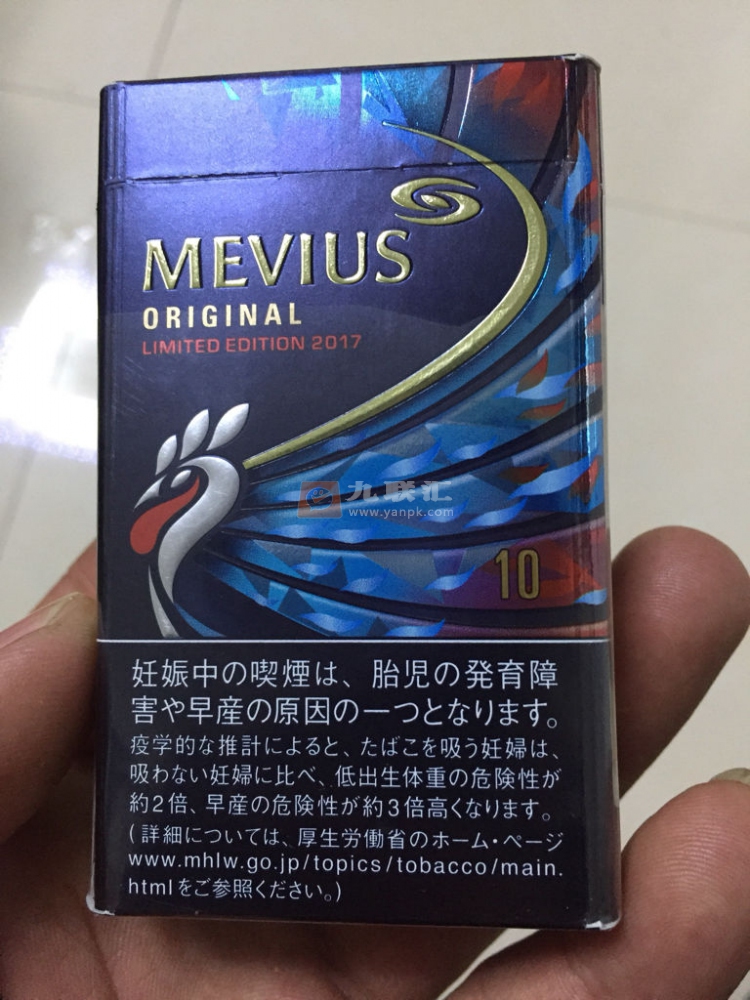 MEVIUS
ORIGINAL
LIMITED EDITION 2017
九联汇
www.yanpk.com
10
妊娠中の喫煙は、胎児の発育障
害や早産の原因の一つとなります。
疫学的な推計によると、たばこを吸う妊婦は、
吸わない妊婦に比べ、低出生体重の危険性が
約2倍、早産の危険性が約3倍高くなります。
(詳細については、厚生労働省のホーム・ページ
www.mhlw.go.jp/topics/tobacco/main.
htmlをご参照ください。)